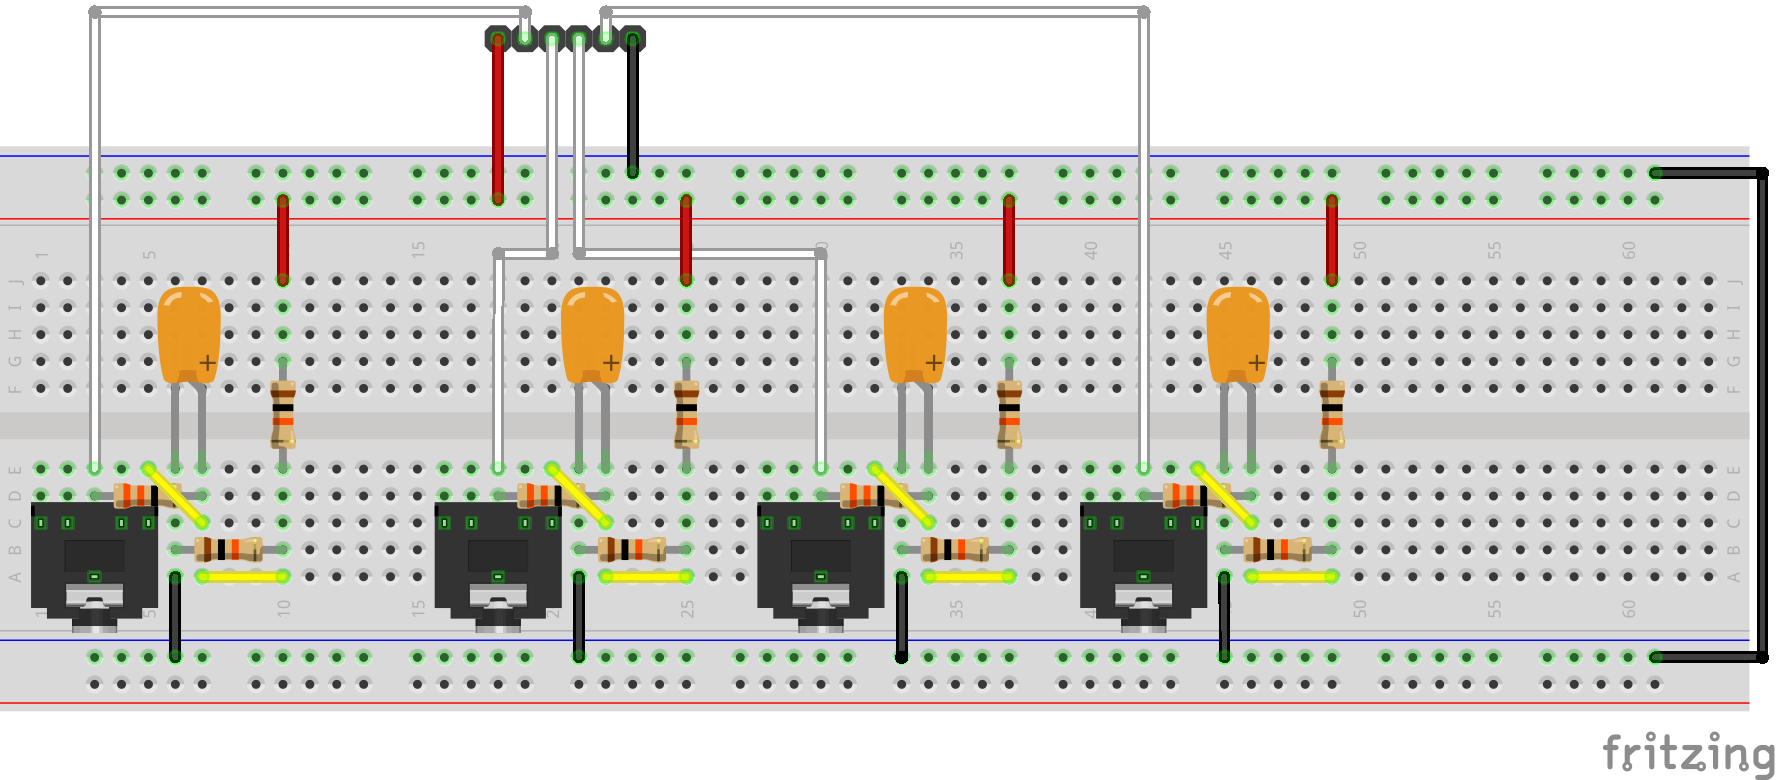 1 5 15 35 40 45 50 55 60
J J
I I
H H
G G
F F
+ + + +
E E
D D
C C
B B
A A
10 15 25 35 50 55 60
fritzing